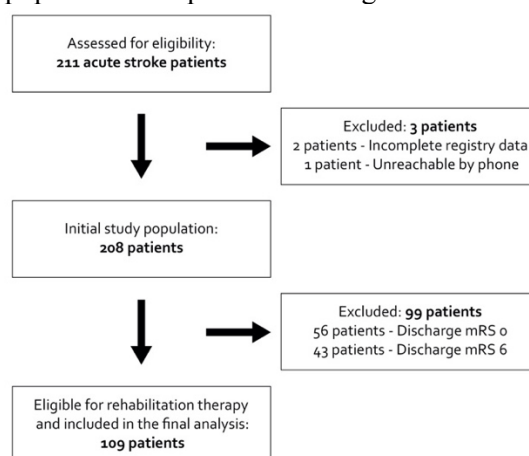 Assessed for eligibility:
211 acute stroke patients
Excluded: 3 patients
2 patients - Incomplete registry data
1 patient - Unreachable by phone
Initial study population:
208 patients
Excluded: 99 patients
56 patients - Discharge mRS 0
43 patients - Discharge mRS 6
Eligible for rehabilitation therapy
and included in the final analysis:
109 patients